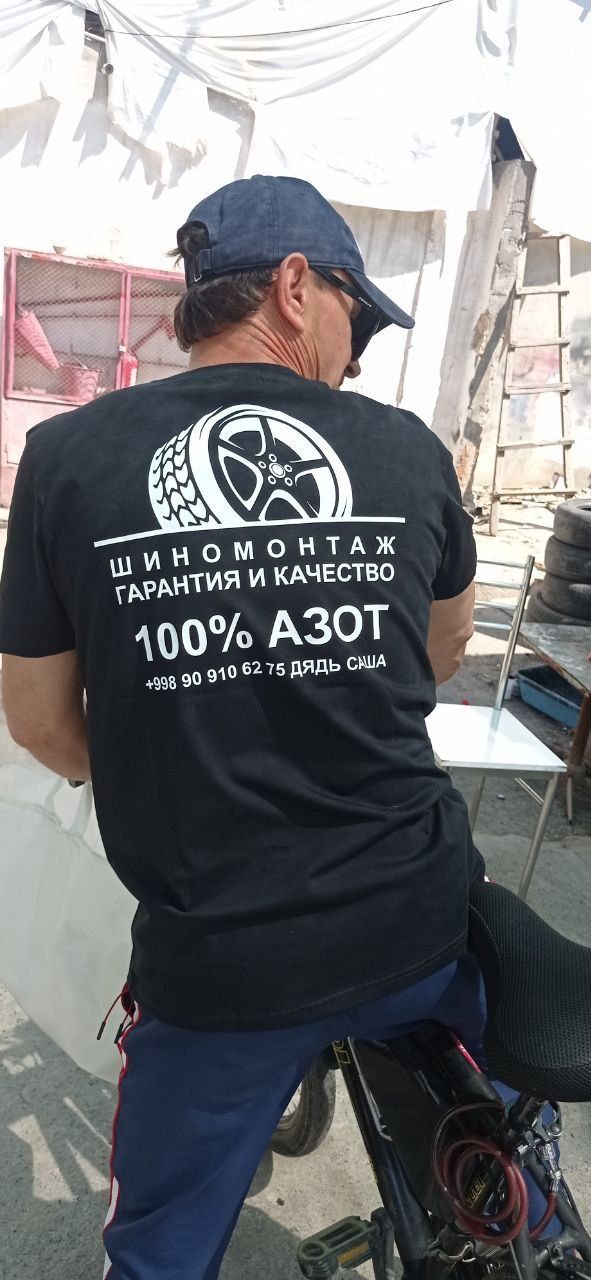 ШИНОМОНТАЖ
ГАРАНТИЯ И КАЧЕСТВО
100% АЗОТ
+998 90 910 62 75 ДЯДЬ САША